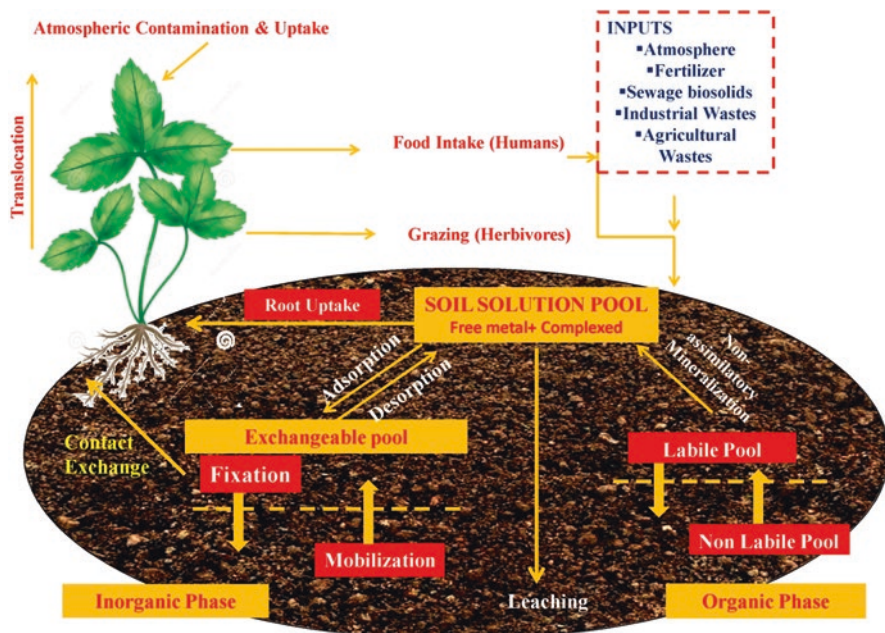 Atmospheric Contamination & Uptake
INPUTS
▪Atmosphere
▪Fertilizer
▪Sewage biosolids
▪Industrial Wastes
▪Agricultural
Wastes
Translocation
Food Intake (Humans)
Grazing (Herbivores)
Root Uptake
SOIL SOLUTION POOL
Free metal+ Complexed
Non-
assimilatory
Mineralization
Adsorption
Desorption
Exchangeable pool
Labile Pool
Contact
Exchange
Fixation
Mobilization
Non Labile Pool
Inorganic Phase
Leaching
Organic Phase